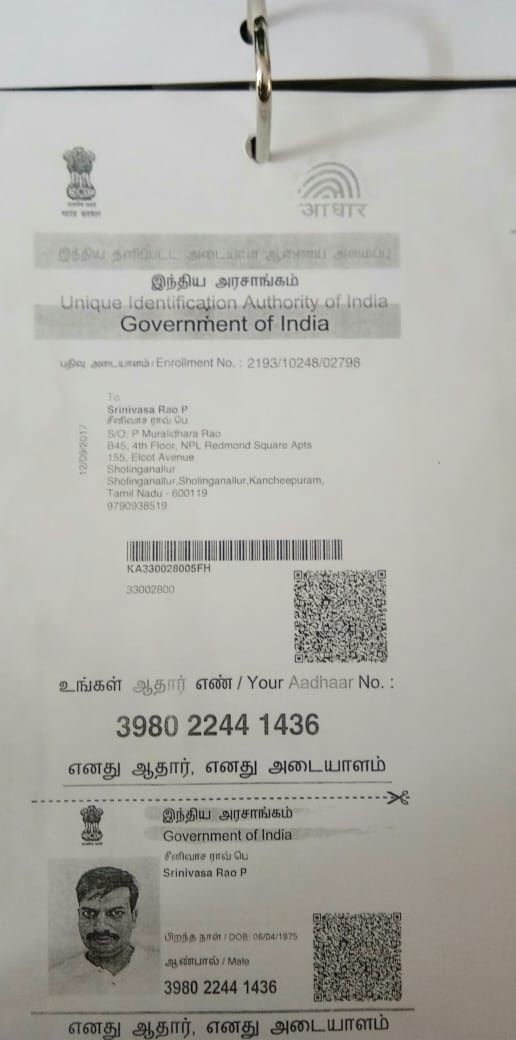 भारत सरकार
आधार
இந்திய தனிப்பட்ட அடையாள ஆணைய அமைப்பு
இந்திய அரசாங்கம்
Unique Identification Authority of India
Government of India
பதிவு அடையாளம் / Enrollment No. : 2193/10248/02798
12/09/2017
To
Srinivasa Rao P
சீனிவாச ராவ் பெ
S/O: P Muralidhara Rao
B45, 4th Floor, NPL Redmond Square Apts
155, Elcot Avenue
Sholinganallur
Sholinganallur,Sholinganallur,Kancheepuram,
Tamil Nadu - 600119
9790938519
KA330028005FH
33002800
உங்கள் ஆதார் எண் / Your Aadhaar No. :
3980 2244 1436
எனது ஆதார், எனது அடையாளம்
இந்திய அரசாங்கம்
Government of India
சீனிவாச ராவ் பெ
Srinivasa Rao P
பிறந்த நாள் / DOB: 06/04/1975
ஆண்பால் / Male
3980 2244 1436
எனது ஆதார், எனது அடையாளம்